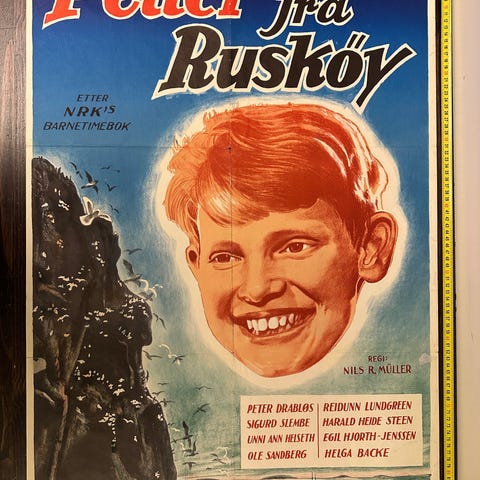 Petter fra
Rusköy
ETTER
NRK'S
BARNETIMEBOK
REGI:
NILS R. MÜLLER
PETER DRABLØS
SIGURD SLEMBE
UNNI ANN HELSETH
OLE SANDBERG
REIDUNN LUNDGREEN
HARALD HEIDE STEEN
EGIL HJORTH-JENSSEN
HELGA BACKE